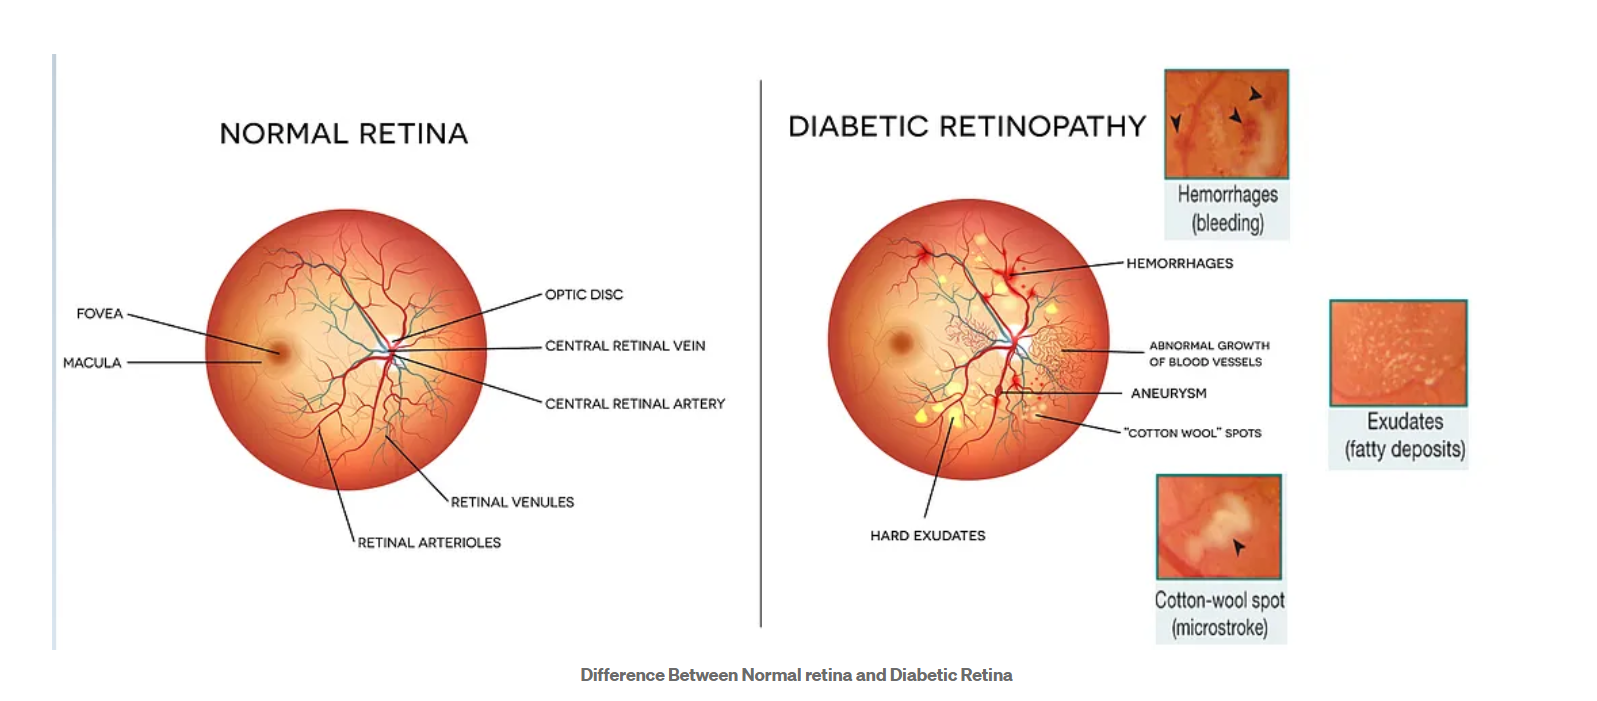 NORMAL RETINA
FOVEA
MACULA
OPTIC DISC
CENTRAL RETINAL VEIN
CENTRAL RETINAL ARTERY
RETINAL VENULES
RETINAL ARTERIOLES
DIABETIC RETINOPATHY
HEMORRHAGES
ABNORMAL GROWTH
OF BLOOD VESSELS
ANEURYSM
"COTTON WOOL" SPOTS
HARD EXUDATES
Hemorrhages
(bleeding)
Exudates
(fatty deposits)
Cotton-wool spot
(microstroke)
Difference Between Normal retina and Diabetic Retina